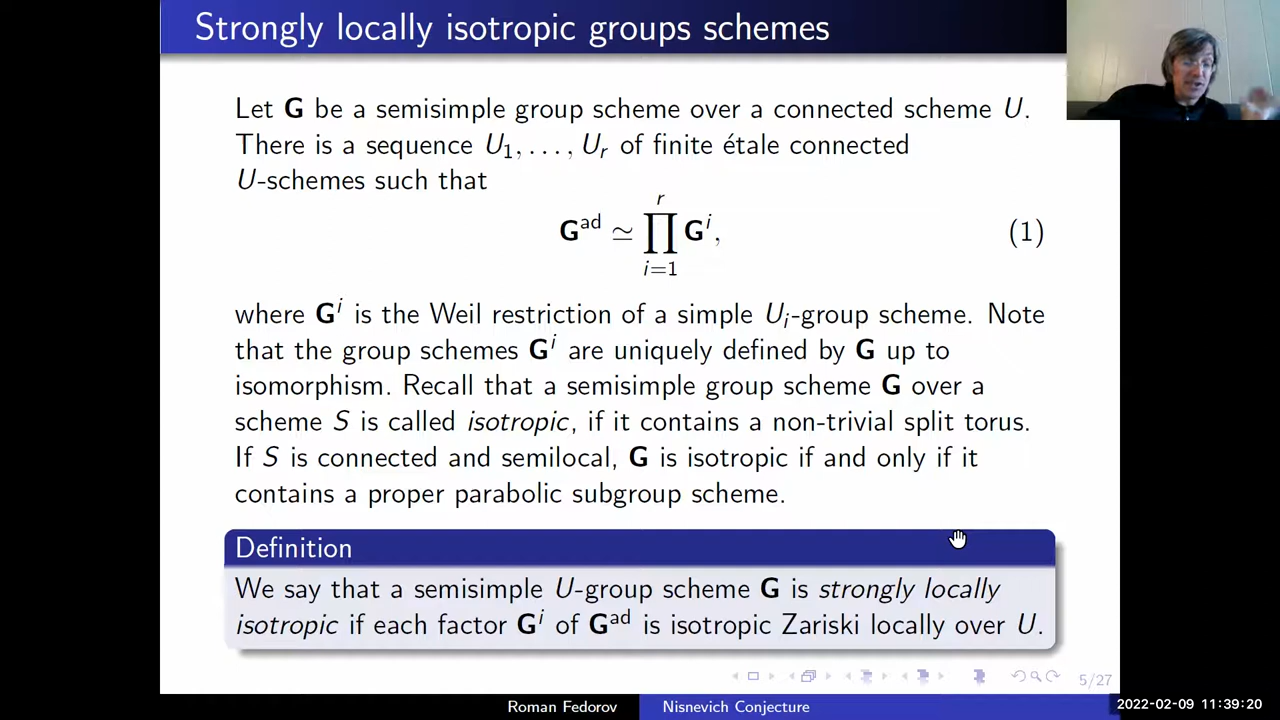 Strongly locally isotropic groups schemes
Let G be a semisimple group scheme over a connected scheme U.
There is a sequence U₁, . . . , Uᵣ of finite étale connected
U-schemes such that
G^ad ≃ ∏_{i=1}^{r} G^i, (1)
where G^i is the Weil restriction of a simple U_i-group scheme. Note
that the group schemes G^i are uniquely defined by G up to
isomorphism. Recall that a semisimple group scheme G over a
scheme S is called isotropic, if it contains a non-trivial split torus.
If S is connected and semilocal, G is isotropic if and only if it
contains a proper parabolic subgroup scheme.
Definition
We say that a semisimple U-group scheme G is strongly locally
isotropic if each factor G^i of G^ad is isotropic Zariski locally over U.
5/27
Roman Fedorov Nisnevich Conjecture
2022-02-09 11:39:20